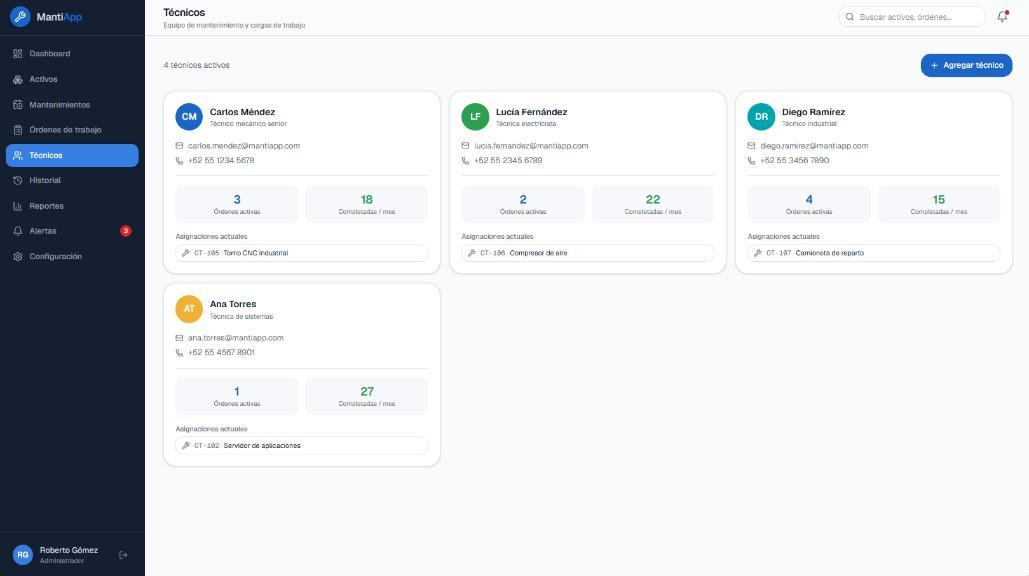 MantiApp
Dashboard
Activos
Mantenimientos
Órdenes de trabajo
Técnicos
Historial
Reportes
Alertas
3
Configuración
RG
Roberto Gómez
Administrador
Técnicos
Equipo de mantenimiento y cargas de trabajo
Buscar activos, órdenes...
4 técnicos activos
Agregar técnico
CM
Carlos Méndez
Técnico mecánico senior
carlos.mendez@mantiapp.com
+52 55 1234 5678
3
Órdenes activas
18
Completadas / mes
Asignaciones actuales
OT-105 Torno CNC industrial
LF
Lucía Fernández
Técnica electricista
lucia.fernandez@mantiapp.com
+52 55 2345 6789
2
Órdenes activas
22
Completadas / mes
Asignaciones actuales
OT-106 Compresor de aire
DR
Diego Ramírez
Técnico industrial
diego.ramirez@mantiapp.com
+52 55 3456 7890
4
Órdenes activas
15
Completadas / mes
Asignaciones actuales
OT-107 Camioneta de reparto
AT
Ana Torres
Técnica de sistemas
ana.torres@mantiapp.com
+52 55 4567 8901
1
Órdenes activas
27
Completadas / mes
Asignaciones actuales
OT-102 Servidor de aplicaciones